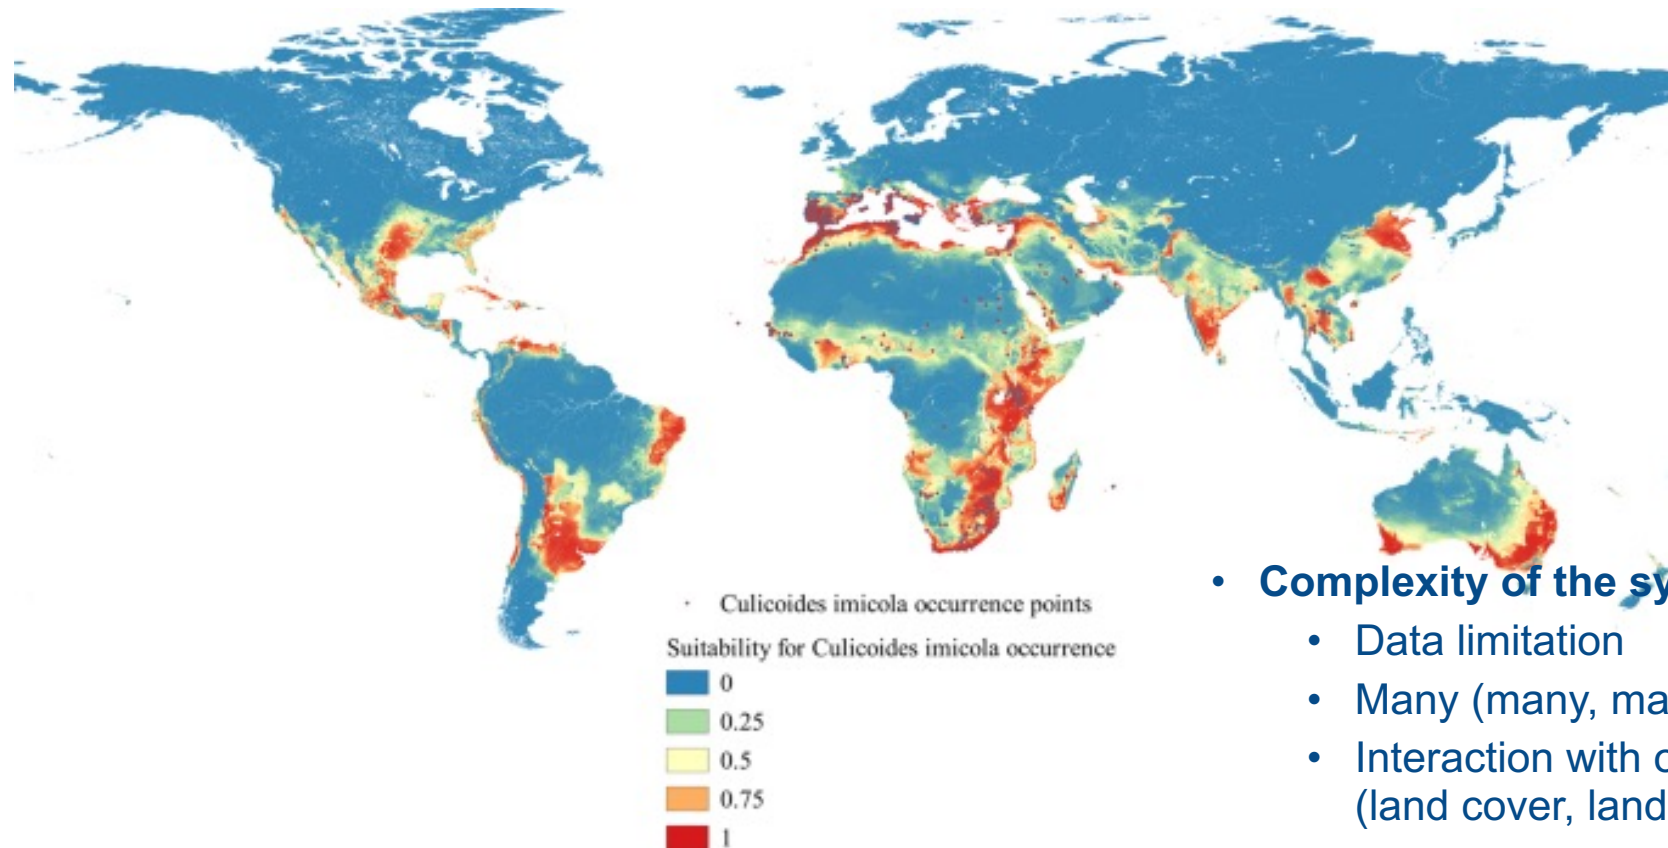 · Culicoides imicola occurrence points
Suitability for Culicoides imicola occurrence
0
0.25
0.5
0.75
1
• Complexity of the sy
• Data limitation
• Many (many, ma
• Interaction with
(land cover, land